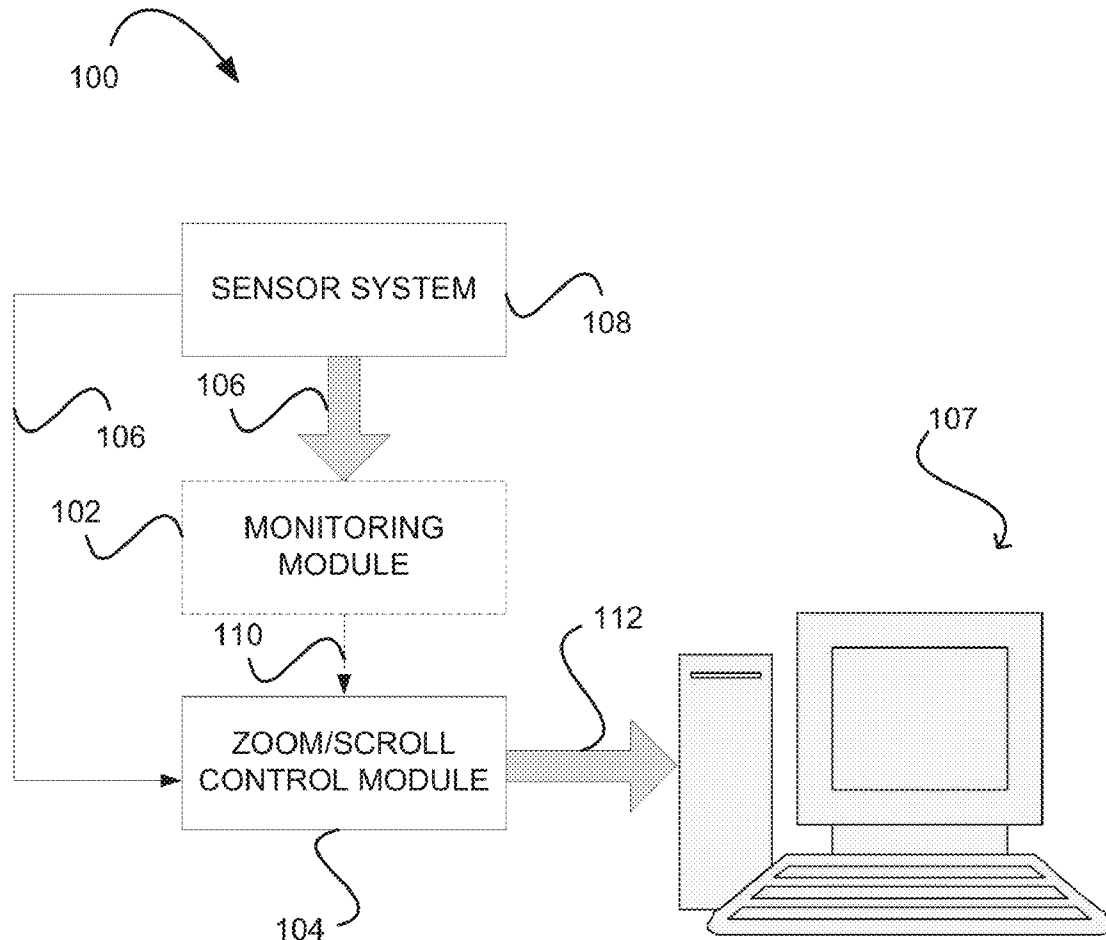 100
SENSOR SYSTEM
108
106
106
107
102
MONITORING
MODULE
110
112
ZOOM/SCROLL
CONTROL MODULE
104